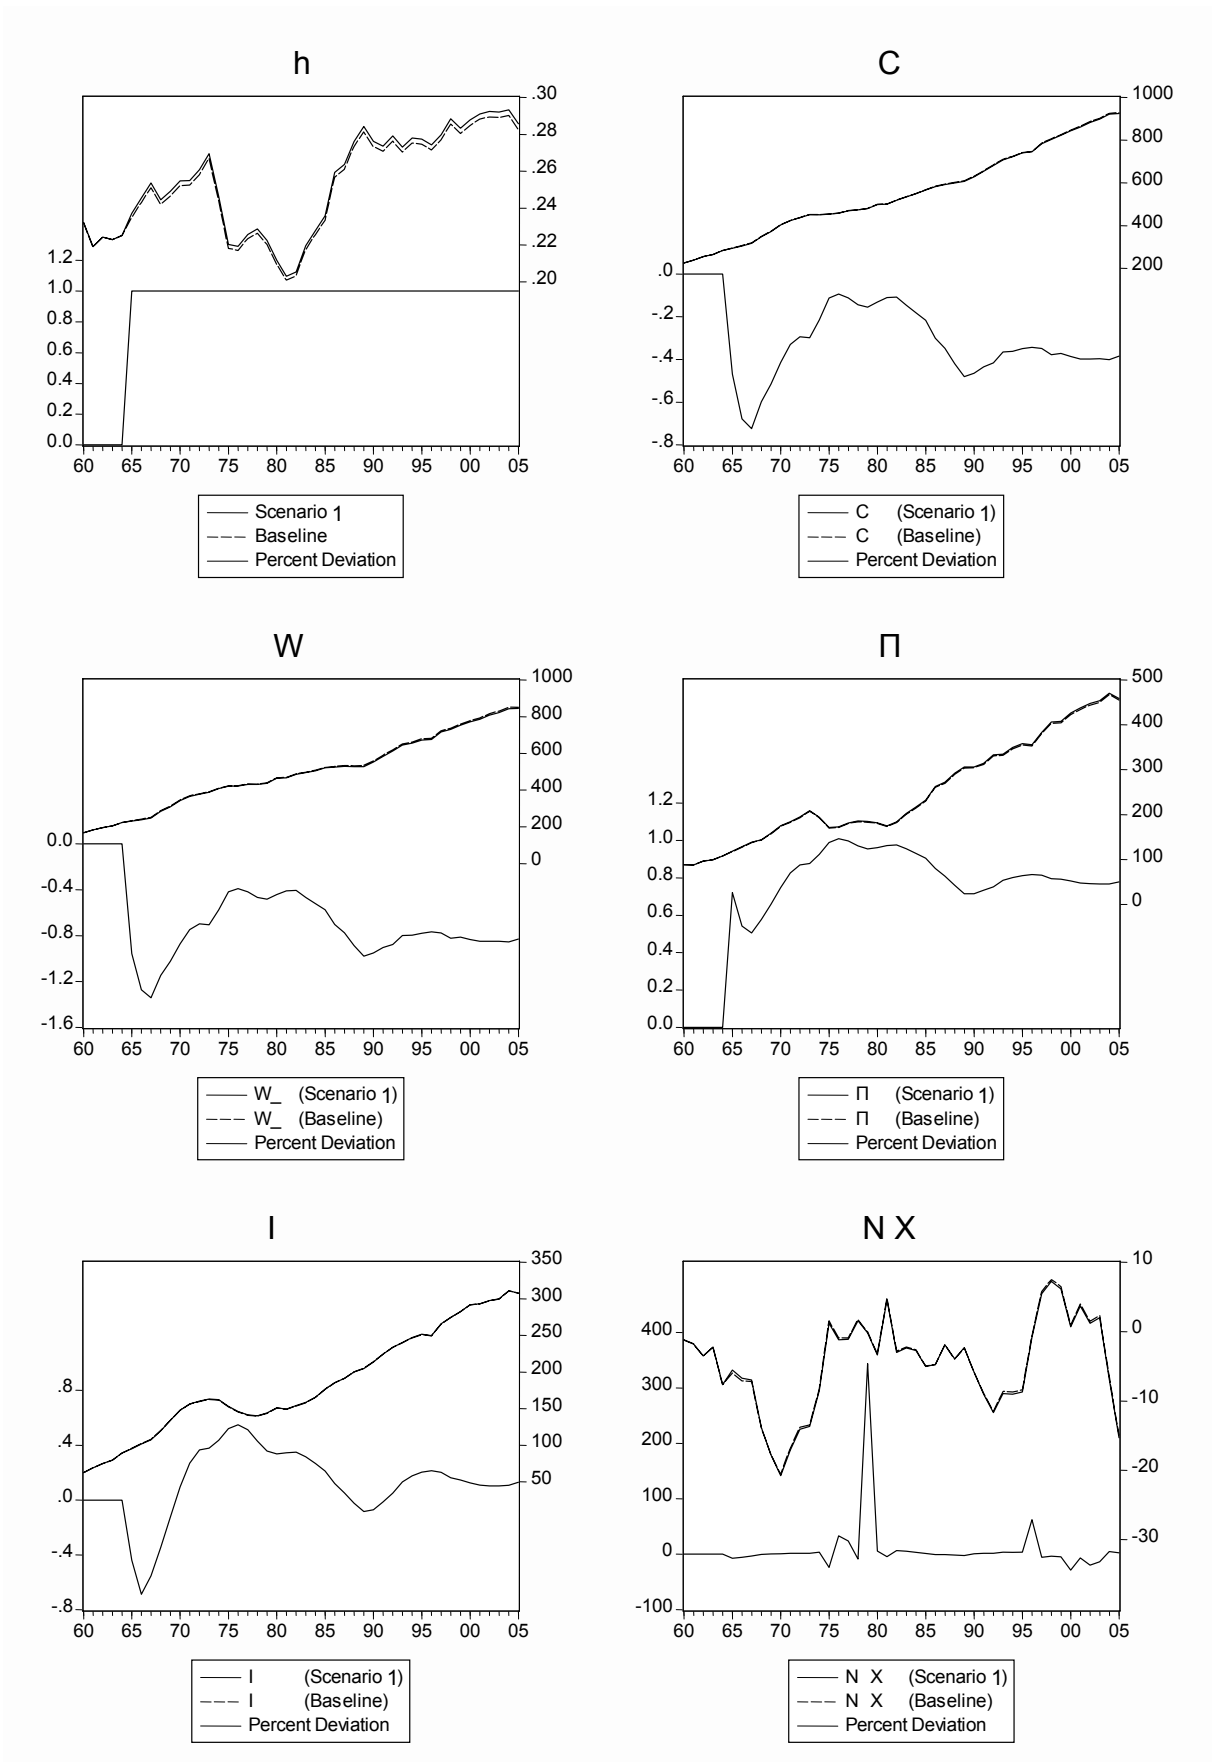 h
.30
.28
.26
.24
.22
.20
1.2
1.0
0.8
0.6
0.4
0.2
0.0
60 65 70 75 80 85 90 95 00 05
Scenario 1
Baseline
Percent Deviation
C
1000
800
600
400
200
.0
-.2
-.4
-.6
-.8
60 65 70 75 80 85 90 95 00 05
C (Scenario 1)
C (Baseline)
Percent Deviation
W
1000
800
600
400
200
0
0.0
-0.4
-0.8
-1.2
-1.6
60 65 70 75 80 85 90 95 00 05
W_ (Scenario 1)
W_ (Baseline)
Percent Deviation
Π
500
400
300
200
100
0
1.2
1.0
0.8
0.6
0.4
0.2
0.0
60 65 70 75 80 85 90 95 00 05
Π (Scenario 1)
Π (Baseline)
Percent Deviation
I
350
300
250
200
150
100
50
.8
.4
.0
-.4
-.8
60 65 70 75 80 85 90 95 00 05
I (Scenario 1)
I (Baseline)
Percent Deviation
N X
10
0
-10
-20
-30
400
300
200
100
0
-100
60 65 70 75 80 85 90 95 00 05
N X (Scenario 1)
N X (Baseline)
Percent Deviation